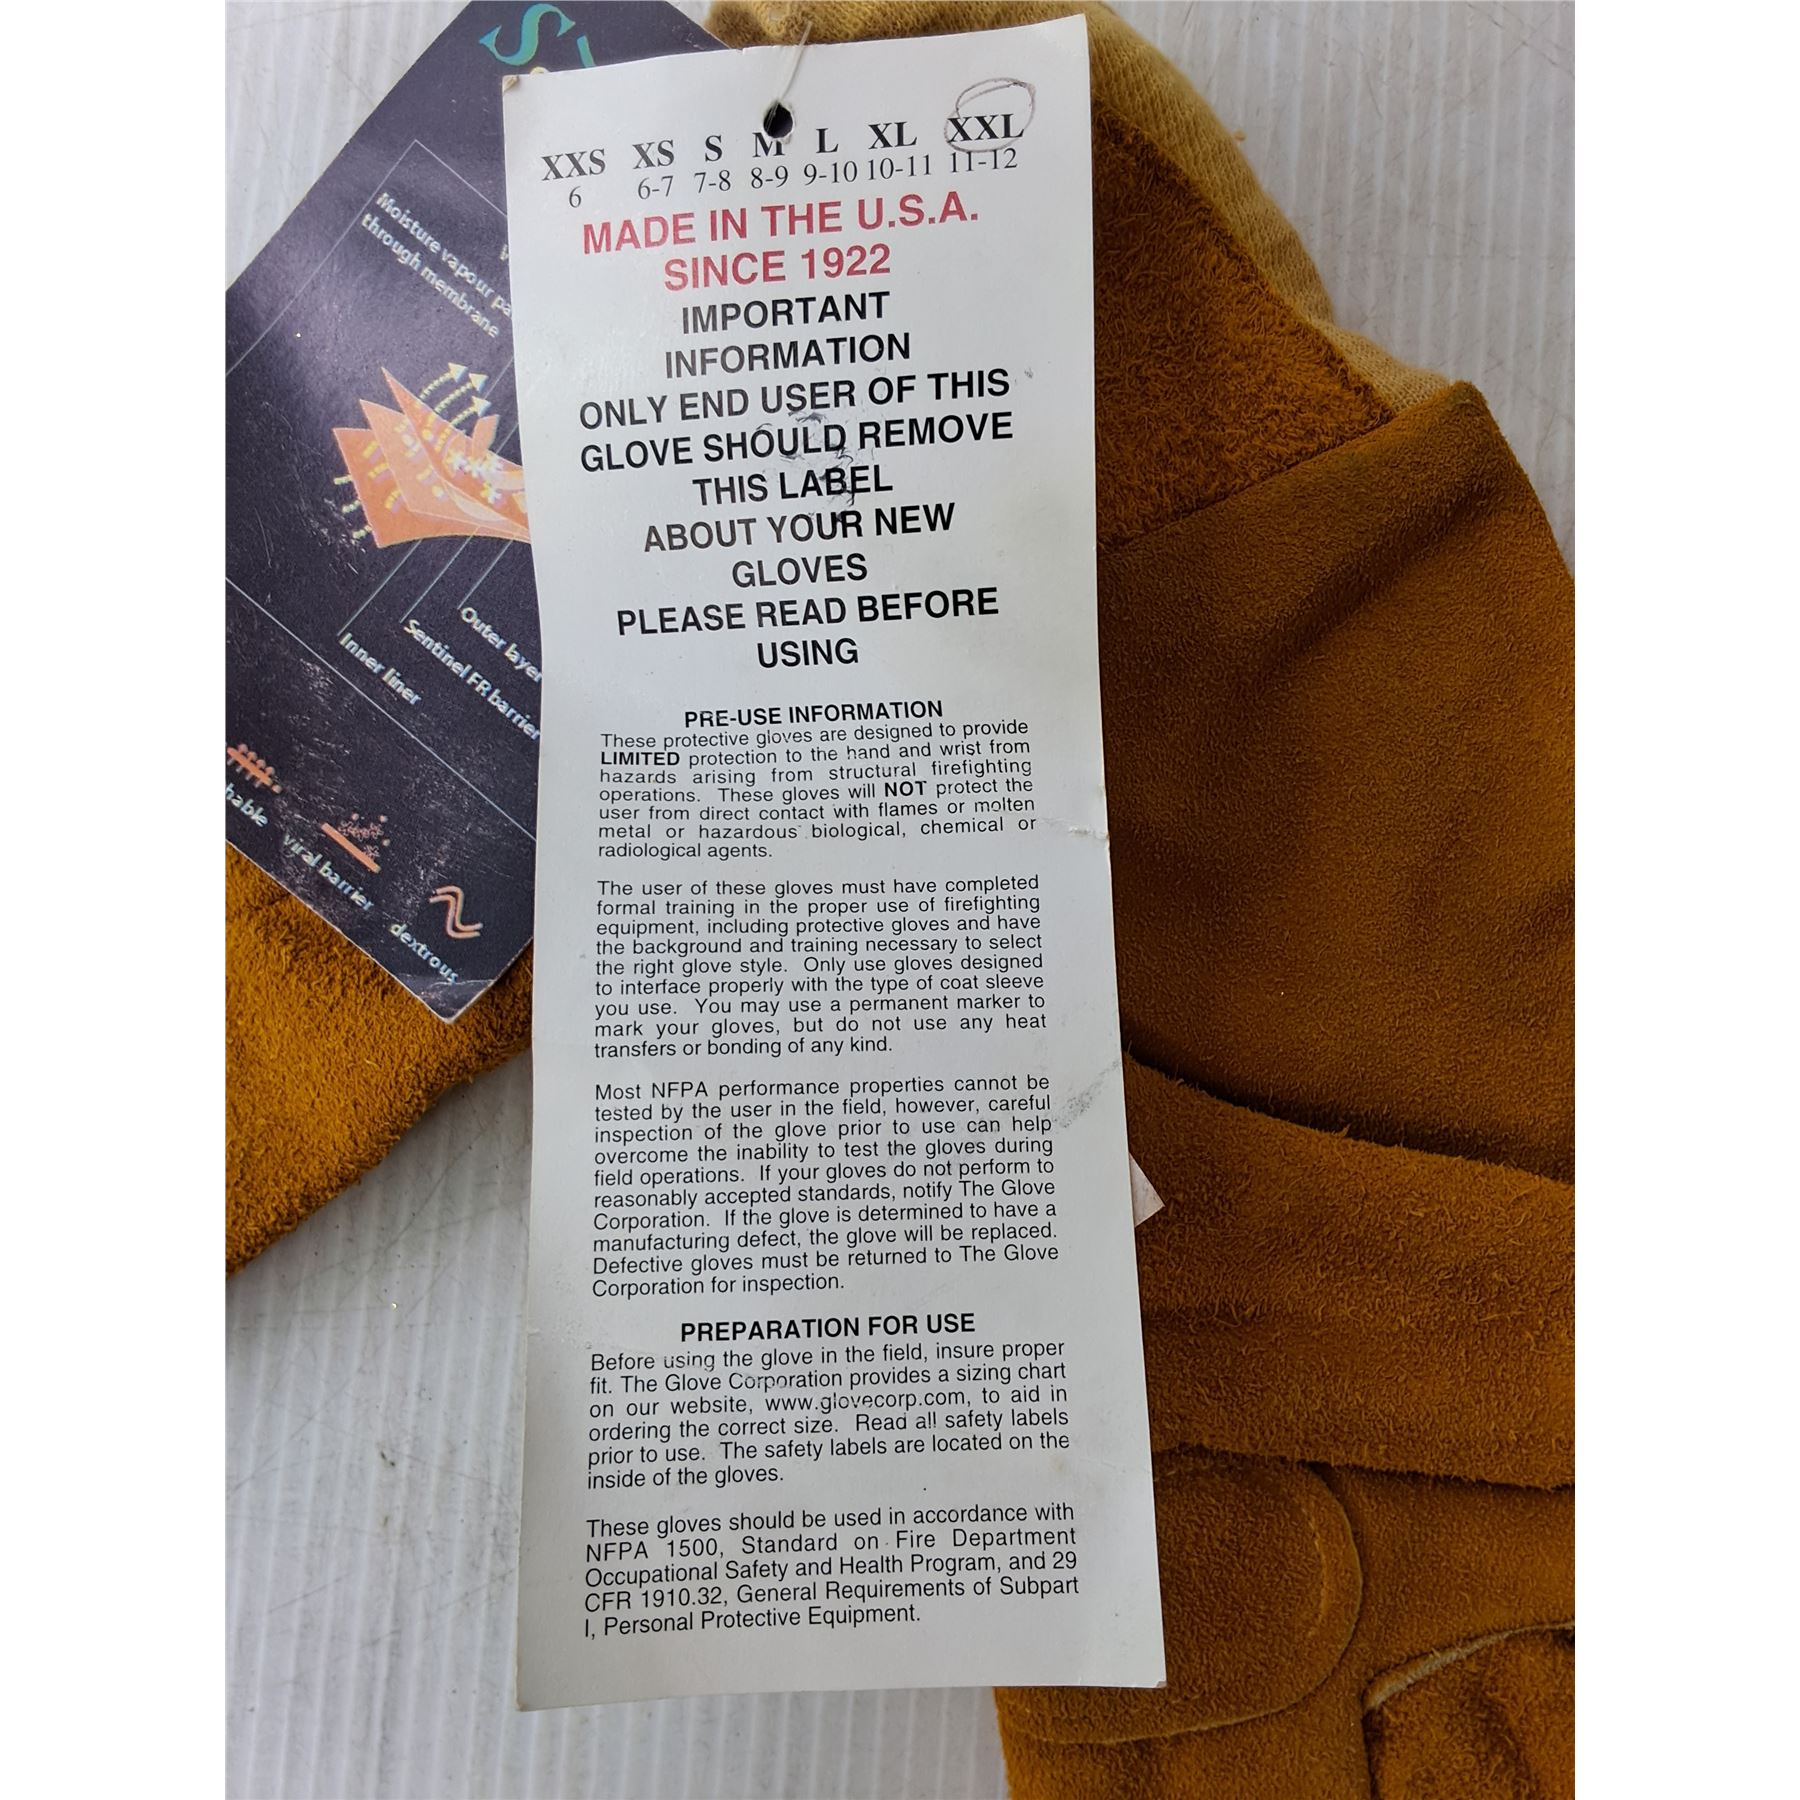 Moisture vapour
through membrane
Outer layer
Sentinel FR barrier
Inner liner
viral barrier
dextrous
XXS XS S M L XL XXL
6 6-7 7-8 8-9 9-10 10-11 11-12
MADE IN THE U.S.A.
SINCE 1922
IMPORTANT
INFORMATION
ONLY END USER OF THIS
GLOVE SHOULD REMOVE
THIS LABEL
ABOUT YOUR NEW
GLOVES
PLEASE READ BEFORE
USING
PRE-USE INFORMATION
These protective gloves are designed to provide
LIMITED protection to the hand and wrist from
hazards arising from structural firefighting
operations. These gloves will NOT protect the
user from direct contact with flames or molten
metal or hazardous biological, chemical or
radiological agents.
The user of these gloves must have completed
formal training in the proper use of firefighting
equipment, including protective gloves and have
the background and training necessary to select
the right glove style. Only use gloves designed
to interface properly with the type of coat sleeve
you use. You may use a permanent marker to
mark your gloves, but do not use any heat
transfers or bonding of any kind.
Most NFPA performance properties cannot be
tested by the user in the field, however, careful
inspection of the glove prior to use can help
overcome the inability to test the gloves during
field operations. If your gloves do not perform to
reasonably accepted standards, notify The Glove
Corporation. If the glove is determined to have a
manufacturing defect, the glove will be replaced.
Defective gloves must be returned to The Glove
Corporation for inspection.
PREPARATION FOR USE
Before using the glove in the field, insure proper
fit. The Glove Corporation provides a sizing chart
on our website, www.glovecorp.com, to aid in
ordering the correct size. Read all safety labels
prior to use. The safety labels are located on the
inside of the gloves.
These gloves should be used in accordance with
NFPA 1500, Standard on Fire Department
Occupational Safety and Health Program, and 29
CFR 1910.32, General Requirements of Subpart
I, Personal Protective Equipment.